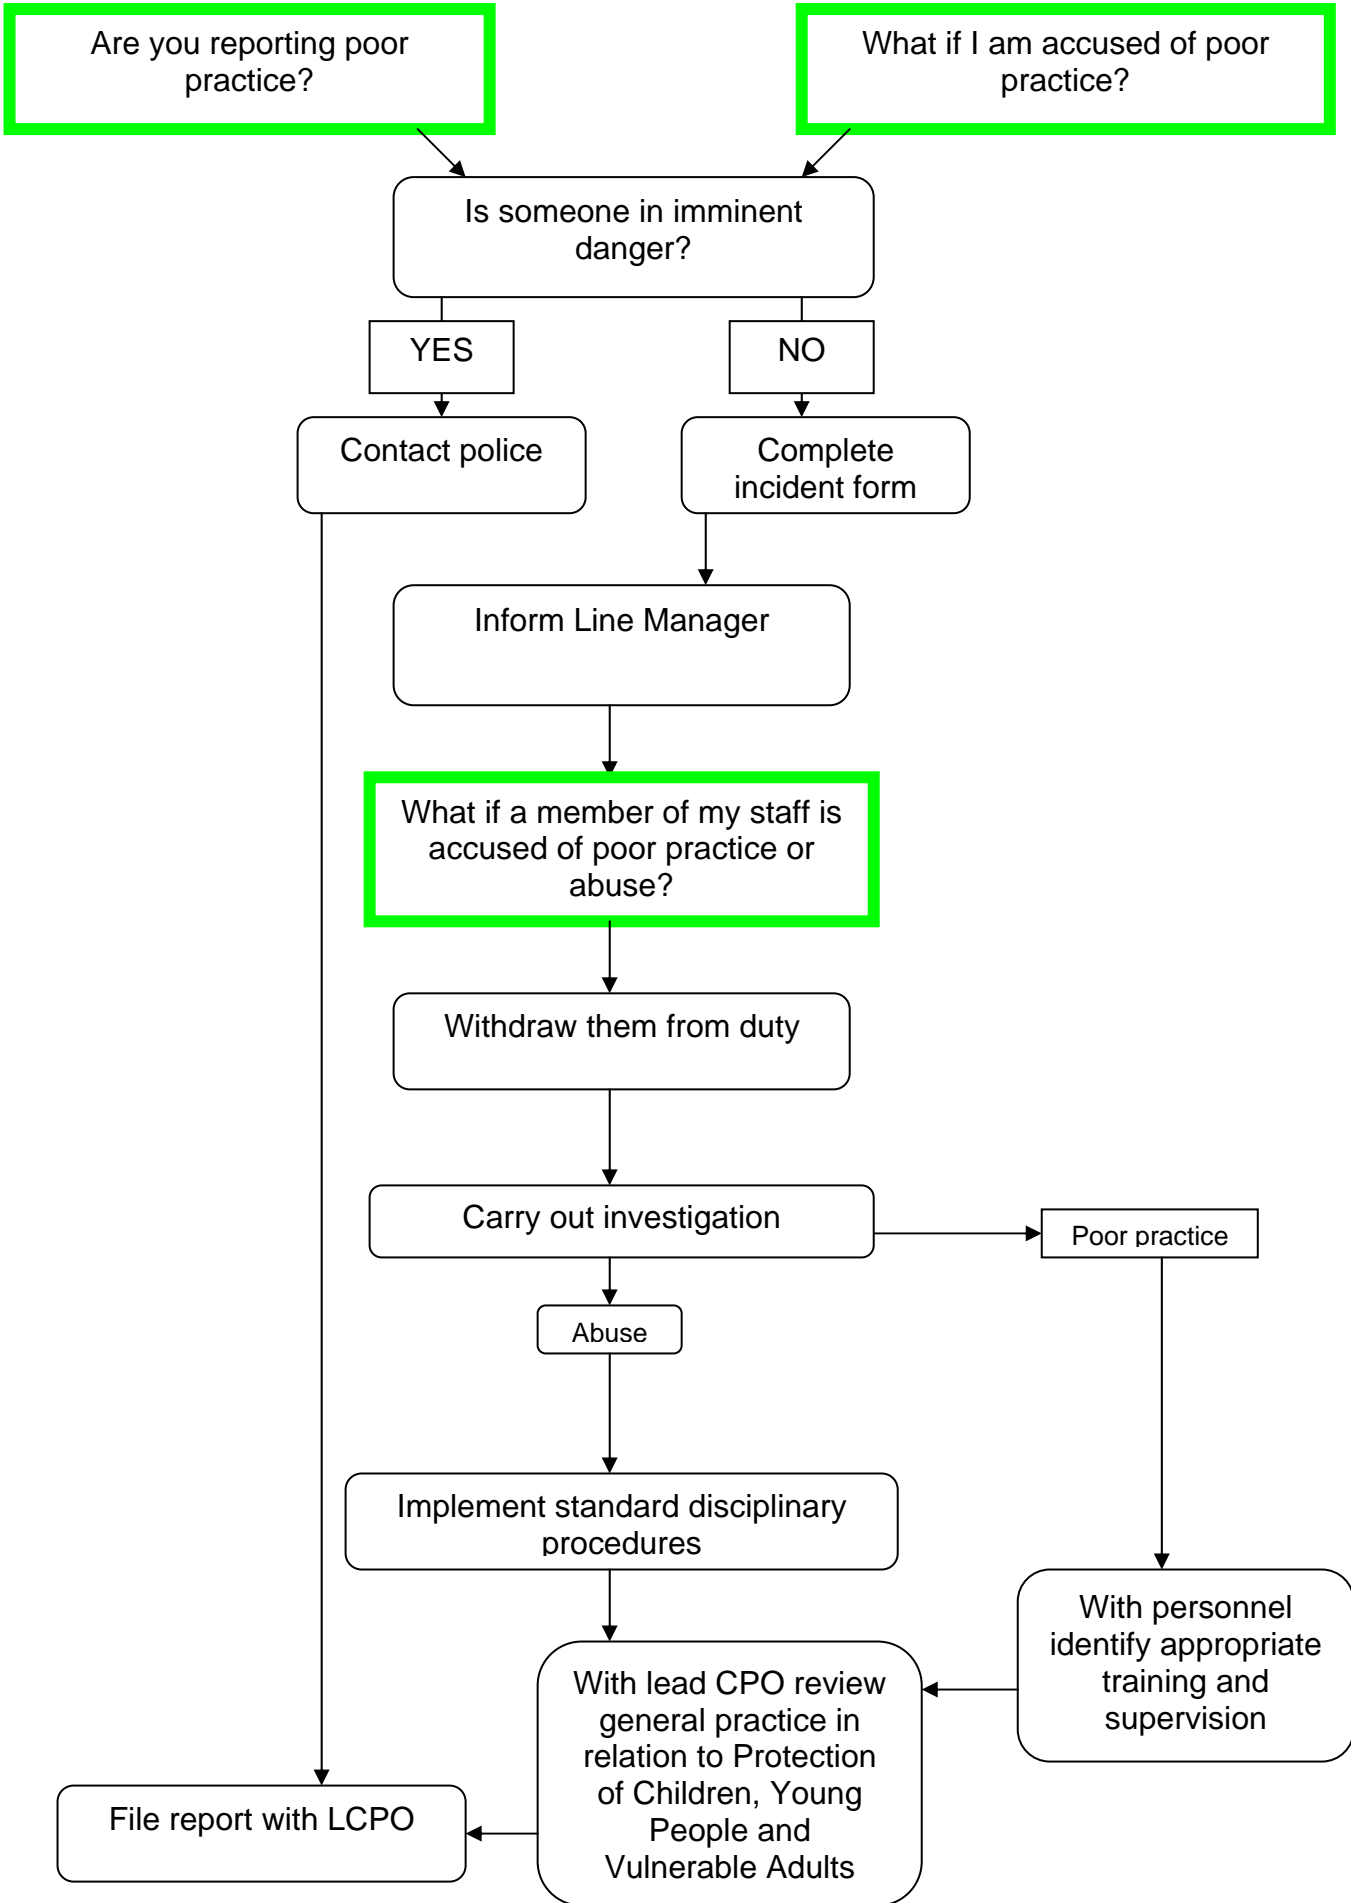 Are you reporting poor
practice?
What if I am accused of poor
practice?
Is someone in imminent
danger?
YES
NO
Contact police
Complete
incident form
Inform Line Manager
What if a member of my staff is
accused of poor practice or
abuse?
Withdraw them from duty
Carry out investigation
Poor practice
Abuse
Implement standard disciplinary
procedures
With personnel
identify appropriate
training and
supervision
With lead CPO review
general practice in
relation to Protection
of Children, Young
People and
Vulnerable Adults
File report with LCPO